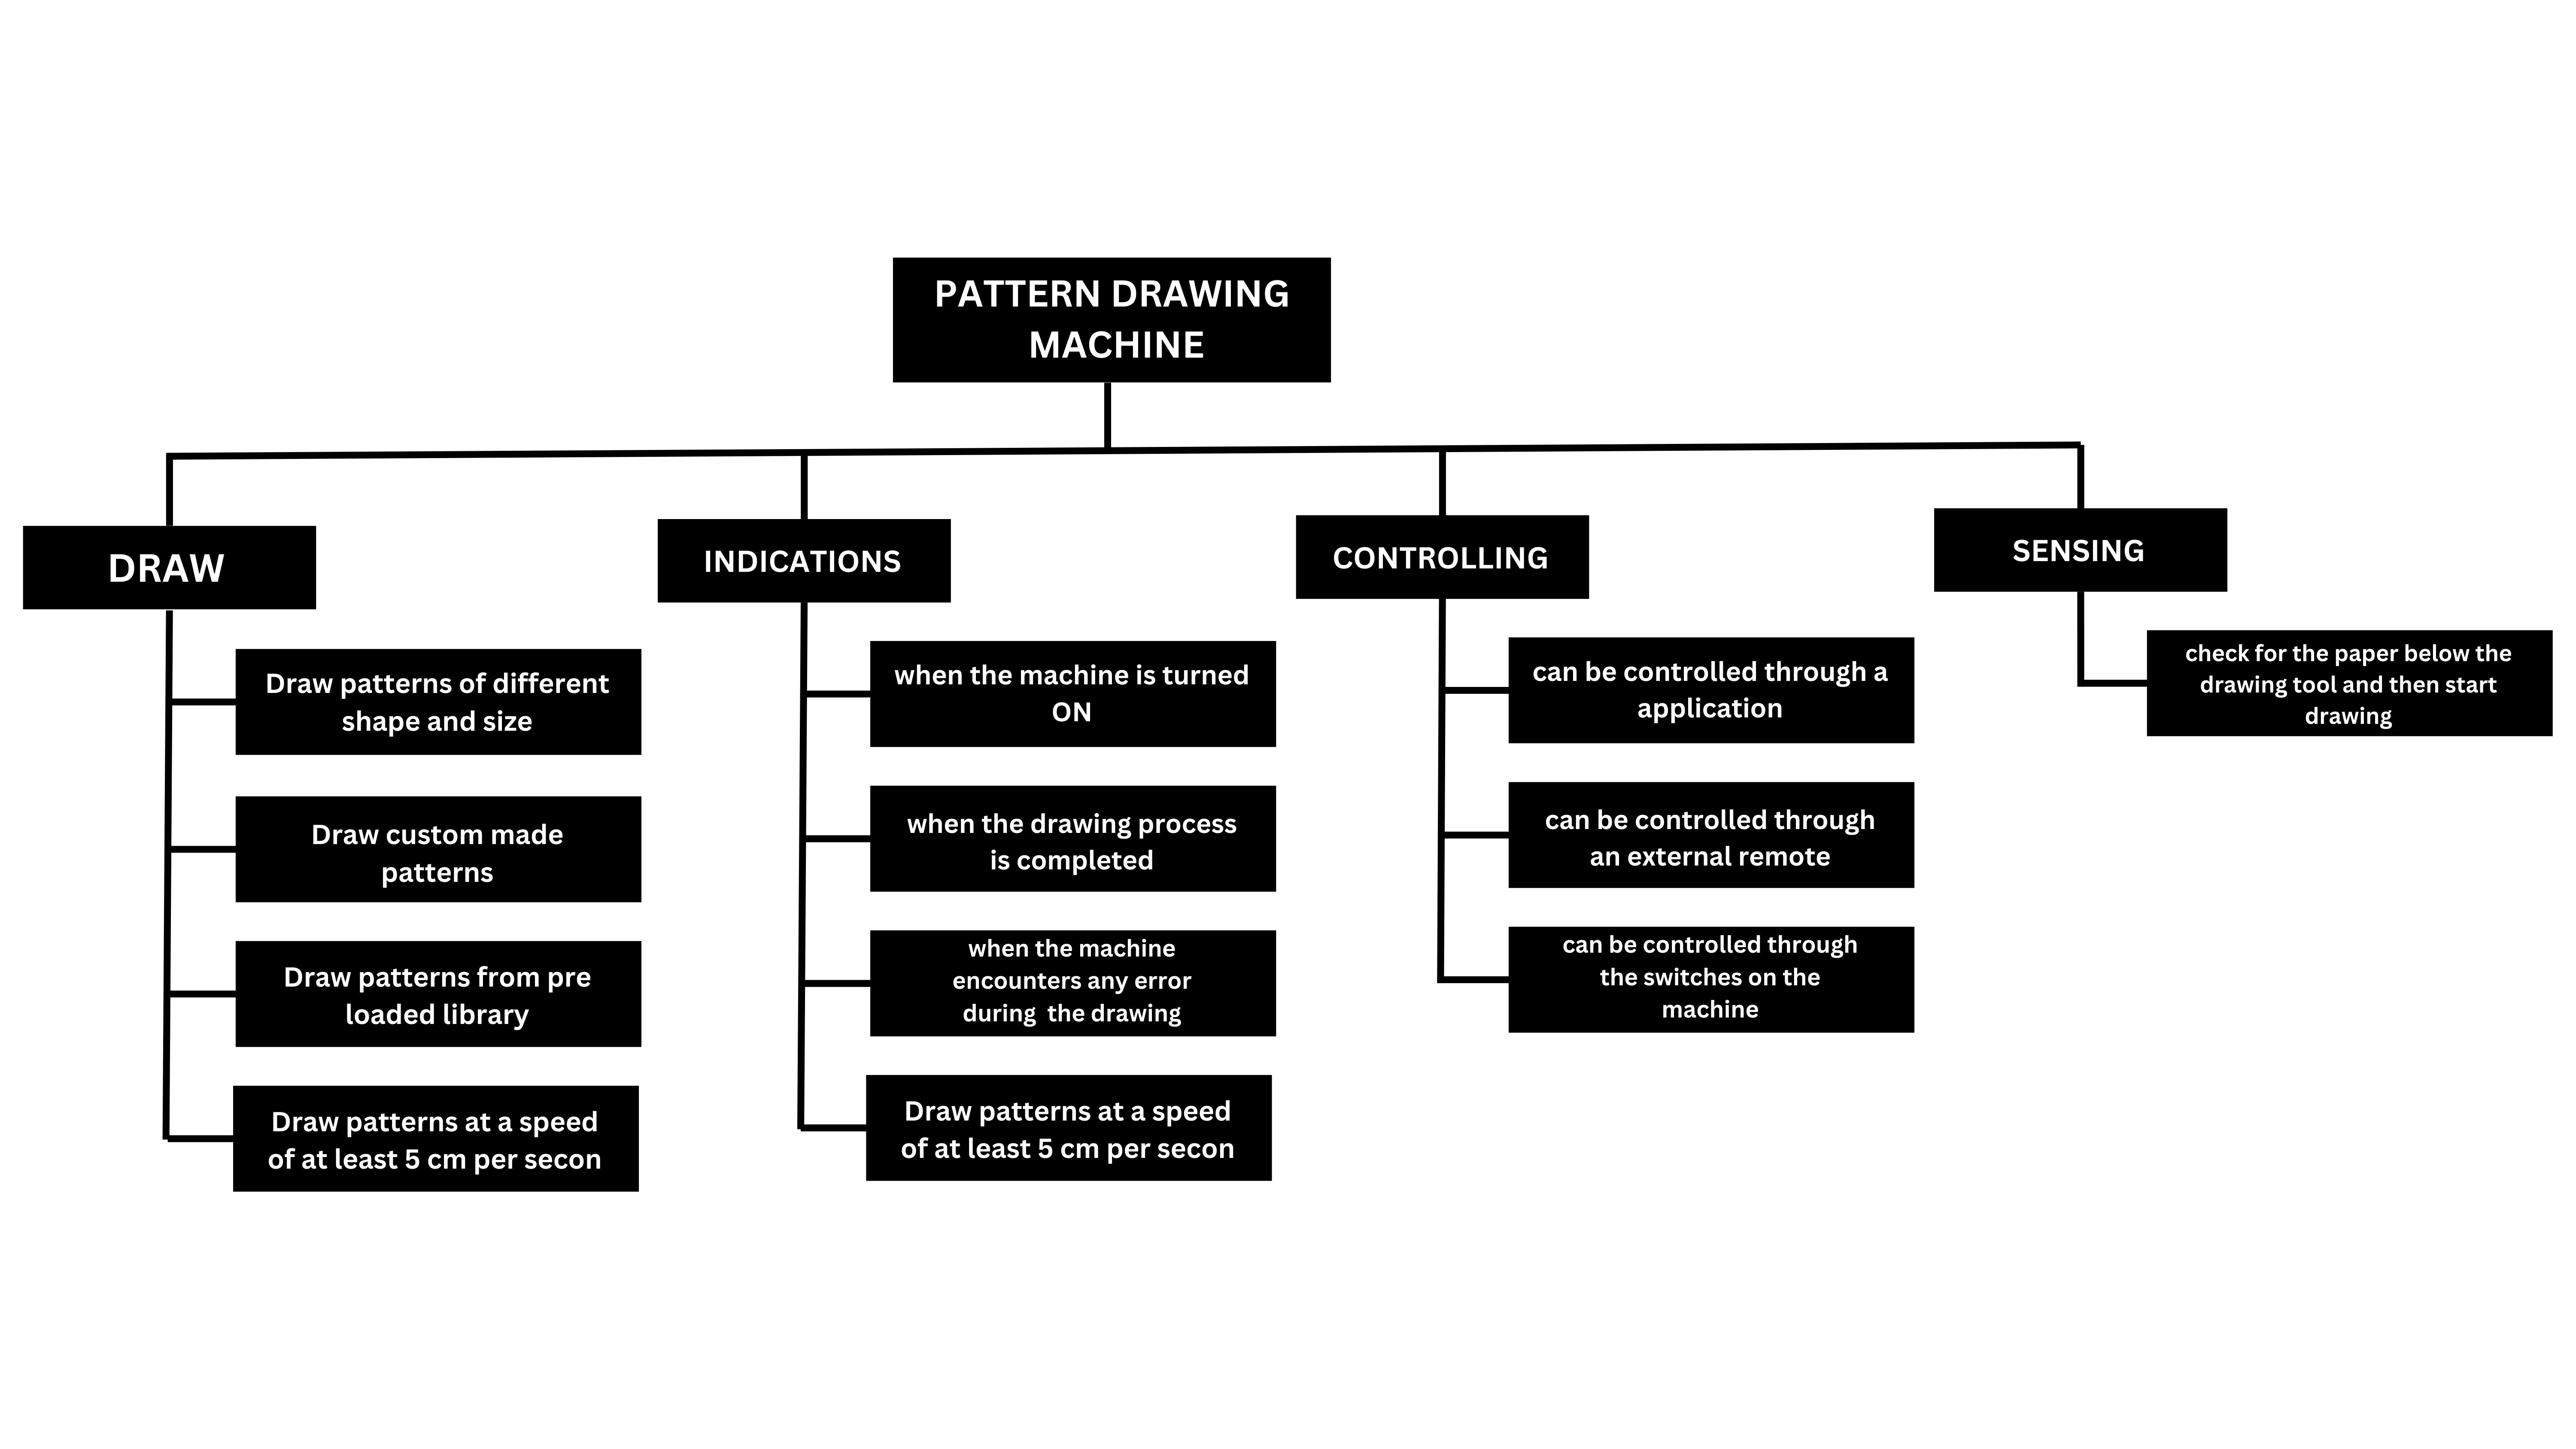 PATTERN DRAWING
MACHINE
DRAW
Draw patterns of different
shape and size
Draw custom made
patterns
Draw patterns from pre
loaded library
Draw patterns at a speed
of at least 5 cm per secon
INDICATIONS
when the machine is turned
ON
when the drawing process
is completed
when the machine
encounters any error
during  the drawing
Draw patterns at a speed
of at least 5 cm per secon
CONTROLLING
can be controlled through a
application
can be controlled through
an external remote
can be controlled through
the switches on the
machine
SENSING
check for the paper below the
drawing tool and then start
drawing